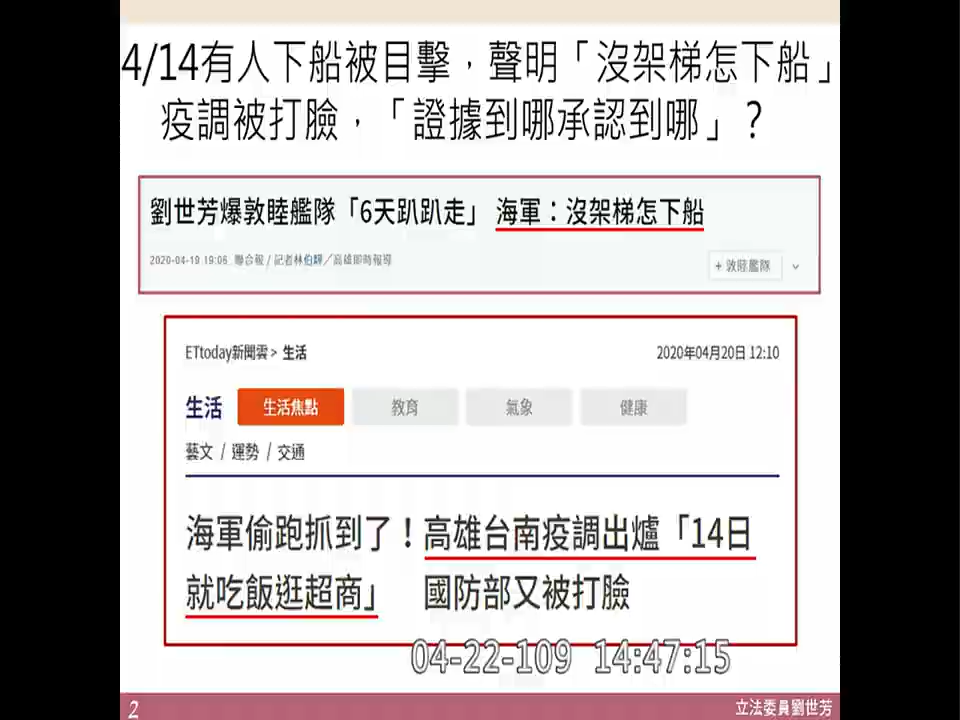 4/14有人下船被目擊，聲明「沒架梯怎下船」
疫調被打臉，「證據到哪承認到哪」？
劉世芳爆敦睦艦隊「6天趴趴走」 海軍：沒架梯怎下船
2020-04-19 19:06 聯合報 / 記者林伯驊／高雄即時報導
+ 敦睦艦隊
ETtoday新聞雲 > 生活
2020年04月20日 12:10
生活 生活焦點 教育 氣象 健康
藝文 / 運勢 / 交通
海軍偷跑抓到了！高雄台南疫調出爐「14日
就吃飯逛超商」 國防部又被打臉
04-22-109 14:47:15
2
立法委員劉世芳